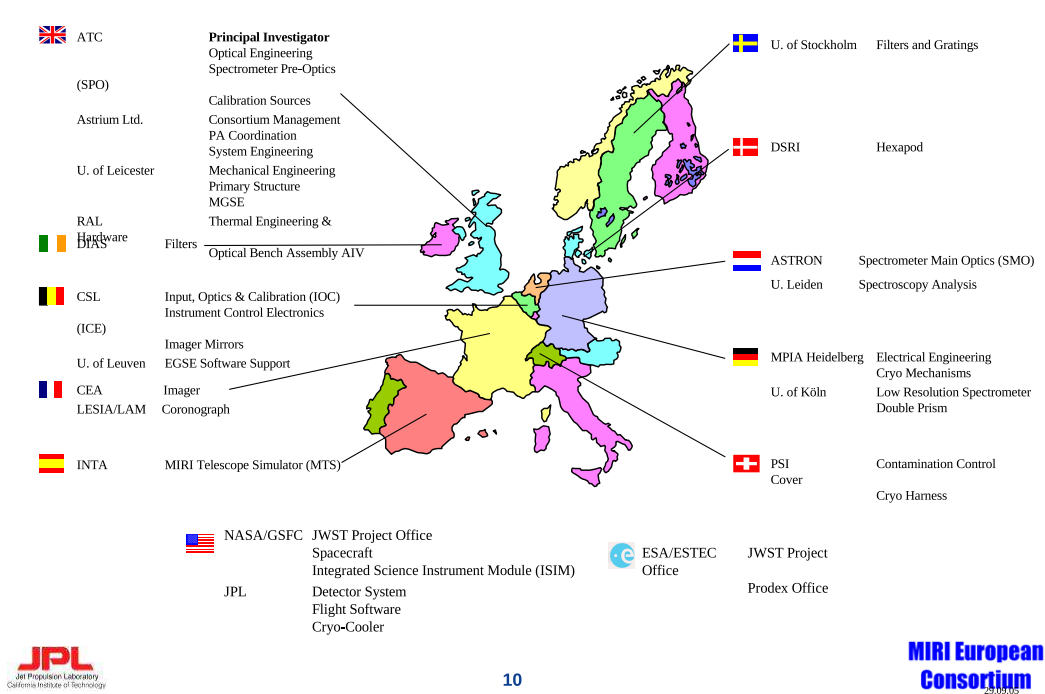 ATC Principal Investigator
Optical Engineering
Spectrometer Pre-Optics
(SPO)
Calibration Sources
Astrium Ltd. Consortium Management
PA Coordination
System Engineering
U. of Leicester Mechanical Engineering
Primary Structure
MGSE
RAL Thermal Engineering &
Hardware
Optical Bench Assembly AIV
DIAS Filters
CSL Input, Optics & Calibration (IOC)
Instrument Control Electronics
(ICE)
Imager Mirrors
U. of Leuven EGSE Software Support
CEA Imager
LESIA/LAM Coronograph
INTA MIRI Telescope Simulator (MTS)
U. of Stockholm Filters and Gratings
DSRI Hexapod
ASTRON Spectrometer Main Optics (SMO)
U. Leiden Spectroscopy Analysis
MPIA Heidelberg Electrical Engineering
Cryo Mechanisms
U. of Köln Low Resolution Spectrometer
Double Prism
PSI Contamination Control
Cover
Cryo Harness
NASA/GSFC JWST Project Office
Spacecraft
Integrated Science Instrument Module (ISIM)
JPL Detector System
Flight Software
Cryo-Cooler
ESA/ESTEC JWST Project
Office
Prodex Office
JPL
Jet Propulsion Laboratory
California Institute of Technology
10
MIRI European
Consortium
29.09.05